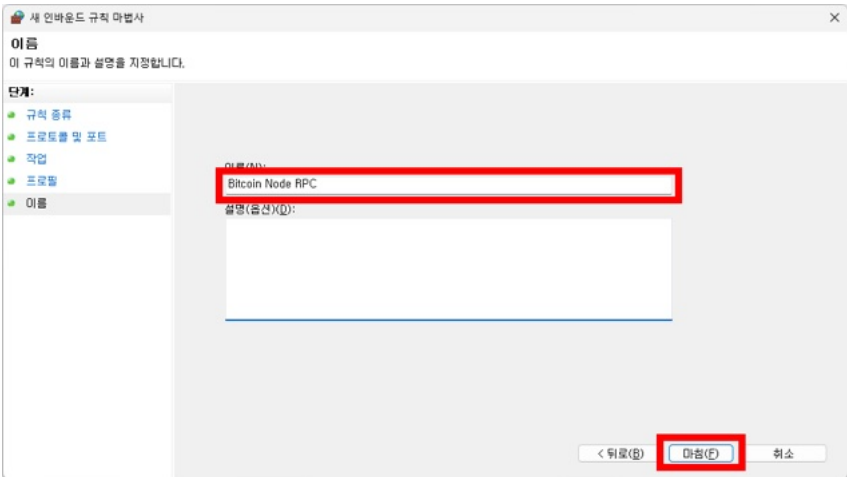 새 인바운드 규칙 마법사
이름
이 규칙의 이름과 설명을 지정합니다.
단계:
규칙 종류
프로토콜 및 포트
작업
프로필
이름
이름(N):
Bitcoin Node RPC
설명(옵션)(D):
< 뒤로(B)
마침(F)
취소